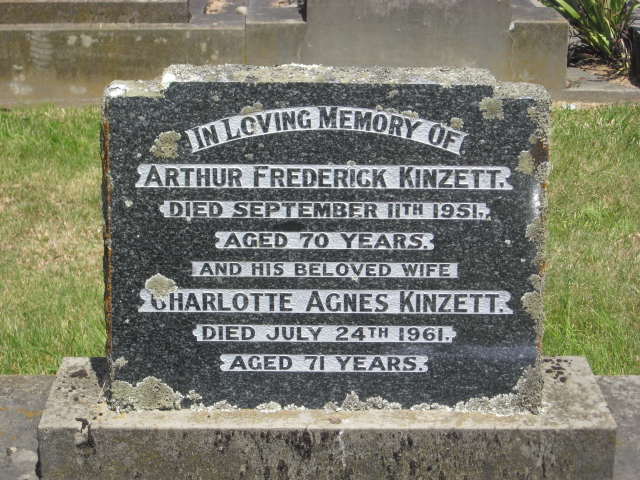 IN LOVING MEMORY OF
ARTHUR FREDERICK KINZETT.
DIED SEPTEMBER 11TH 1951.
AGED 70 YEARS.
AND HIS BELOVED WIFE
CHARLOTTE AGNES KINZETT.
DIED JULY 24TH 1961.
AGED 71 YEARS.